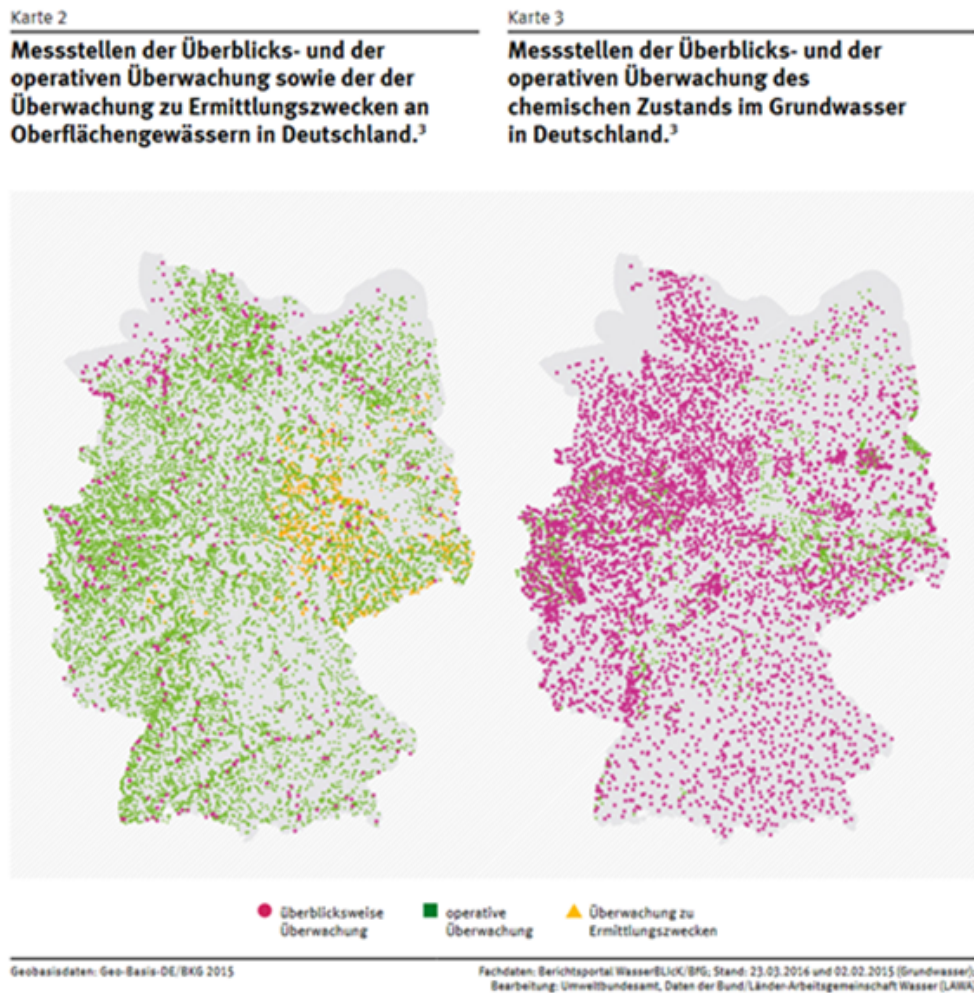 Karte 2
Messstellen der Überblicks- und der
operativen Überwachung sowie der der
Überwachung zu Ermittlungszwecken an
Oberflächengewässern in Deutschland.³
Karte 3
Messstellen der Überblicks- und der
operativen Überwachung des
chemischen Zustands im Grundwasser
in Deutschland.³
überblicksweise
Überwachung
operative
Überwachung
Überwachung zu
Ermittlungszwecken
Geobasisdaten: Geo-Basis-DE/BKG 2015
Fachdaten: Berichtsportal WasserBLIcK/BfG; Stand: 23.03.2016 und 02.02.2015 (Grundwasser);
Bearbeitung: Umweltbundesamt, Daten der Bund/Länder-Arbeitsgemeinschaft Wasser (LAWA)